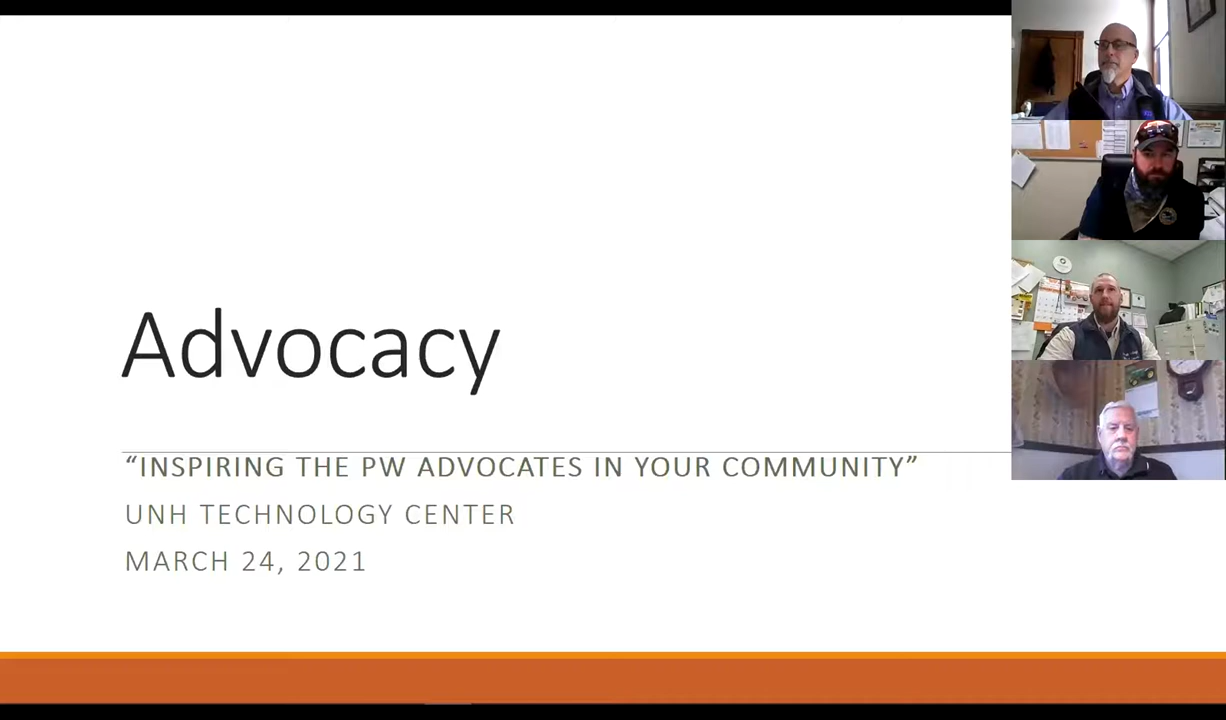 Advocacy
“INSPIRING THE PW ADVOCATES IN YOUR COMMUNITY”
UNH TECHNOLOGY CENTER
MARCH 24, 2021